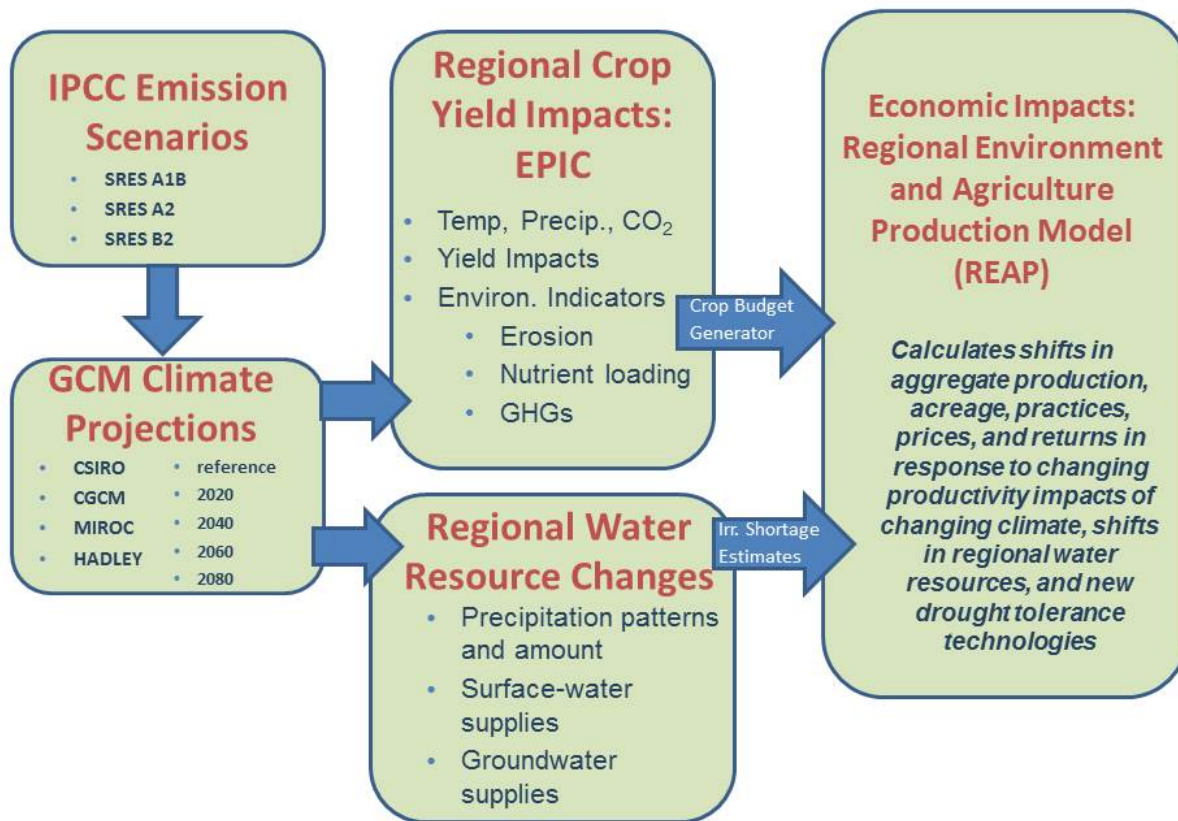 IPCC Emission
Scenarios
• SRES A1B
• SRES A2
• SRES B2
GCM Climate
Projections
• CSIRO
• CGCM
• MIROC
• HADLEY
• reference
• 2020
• 2040
• 2060
• 2080
Regional Crop
Yield Impacts:
EPIC
• Temp, Precip., CO₂
• Yield Impacts
• Environ. Indicators
• Erosion
• Nutrient loading
• GHGs
Crop Budget
Generator
Regional Water
Resource Changes
• Precipitation patterns
and amount
• Surface-water
supplies
• Groundwater
supplies
Irr. Shortage
Estimates
Economic Impacts:
Regional Environment
and Agriculture
Production Model
(REAP)
Calculates shifts in
aggregate production,
acreage, practices,
prices, and returns in
response to changing
productivity impacts of
changing climate, shifts
in regional water
resources, and new
drought tolerance
technologies